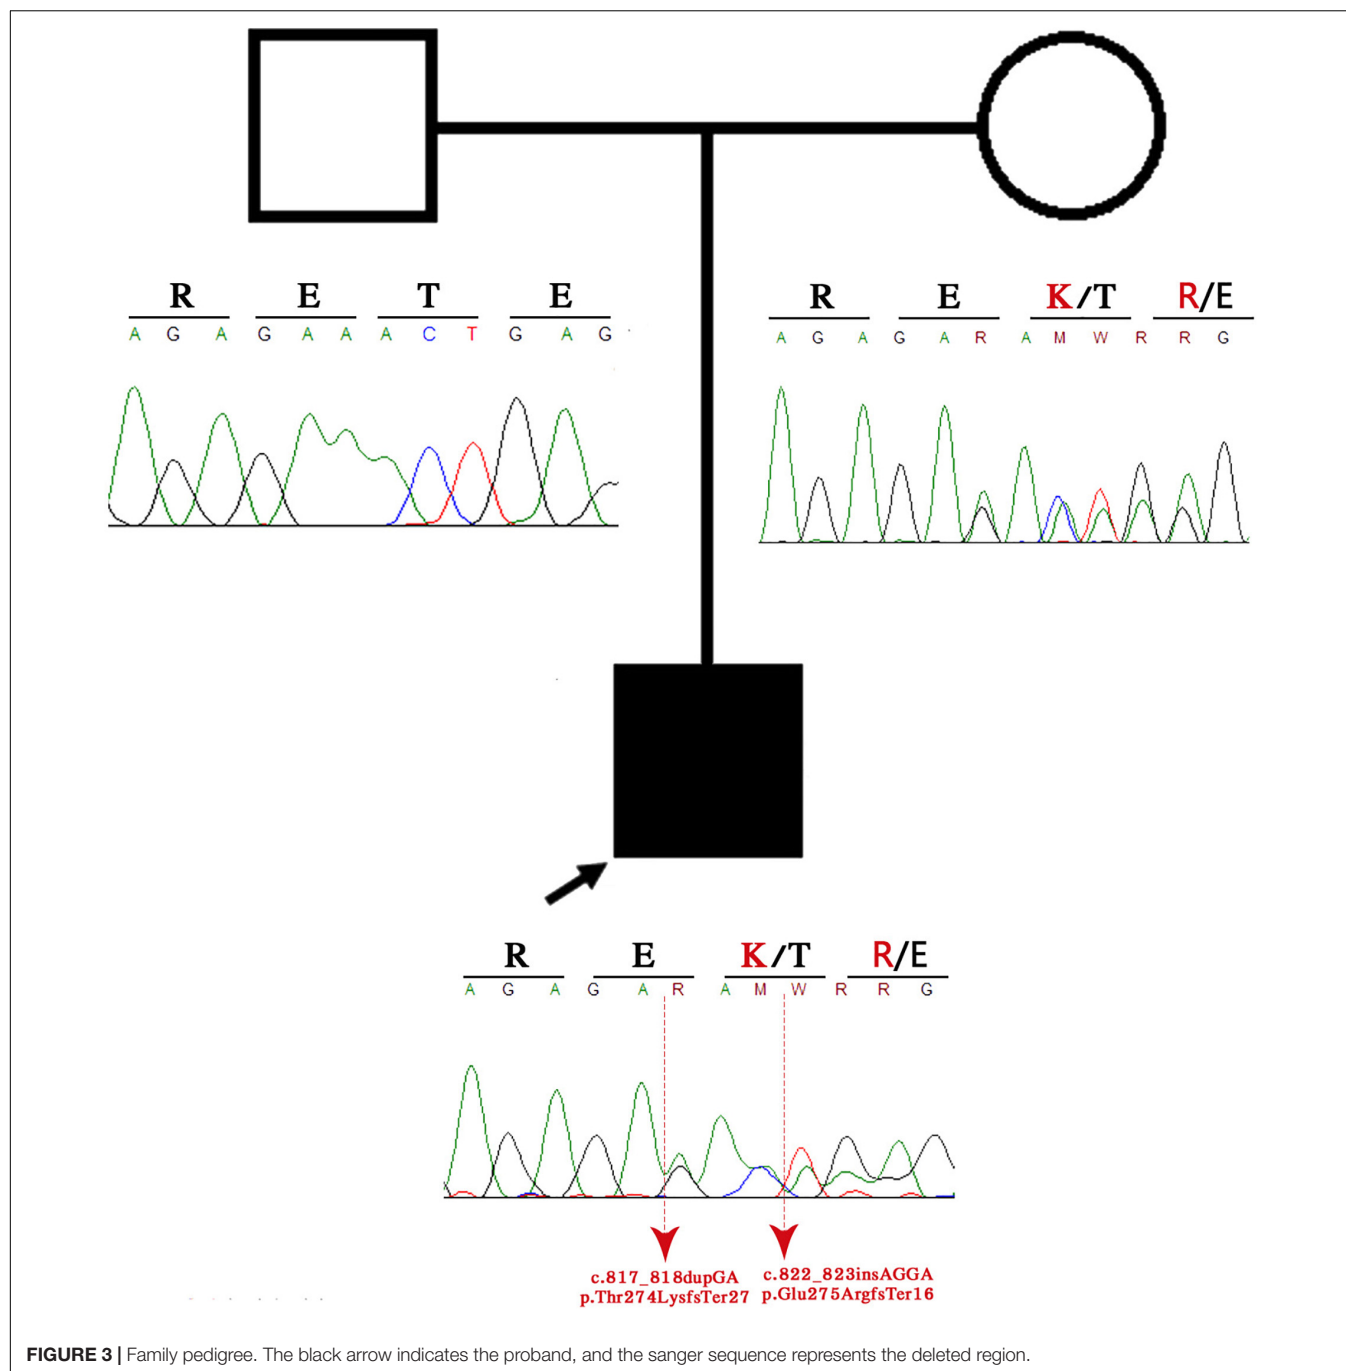 R E T E
A G A G A A A C T G A G
R E K/T R/E
A G A G A R A M W R R G
R E K/T R/E
A G A G A R A M W R R G
c.817_818dupGA
p.Thr274LysfsTer27
c.822_823insAGGA
p.Glu275ArgfsTer16
FIGURE 3 | Family pedigree. The black arrow indicates the proband, and the sanger sequence represents the deleted region.